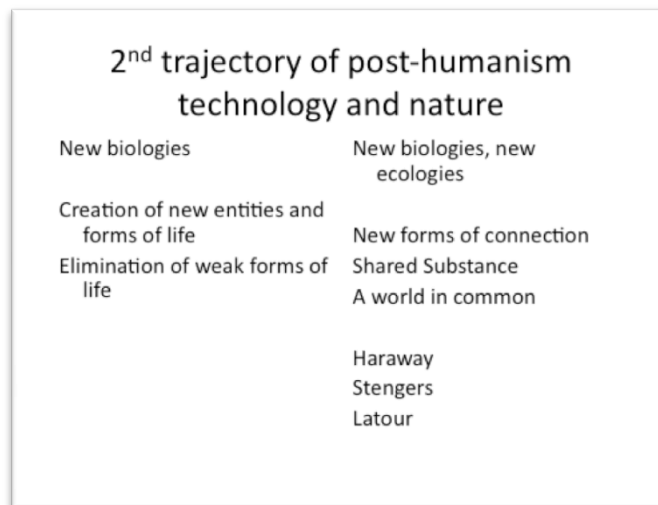 2nd trajectory of post-humanism
technology and nature
New biologies
Creation of new entities and
forms of life
Elimination of weak forms of
life
New biologies, new
ecologies
New forms of connection
Shared Substance
A world in common
Haraway
Stengers
Latour